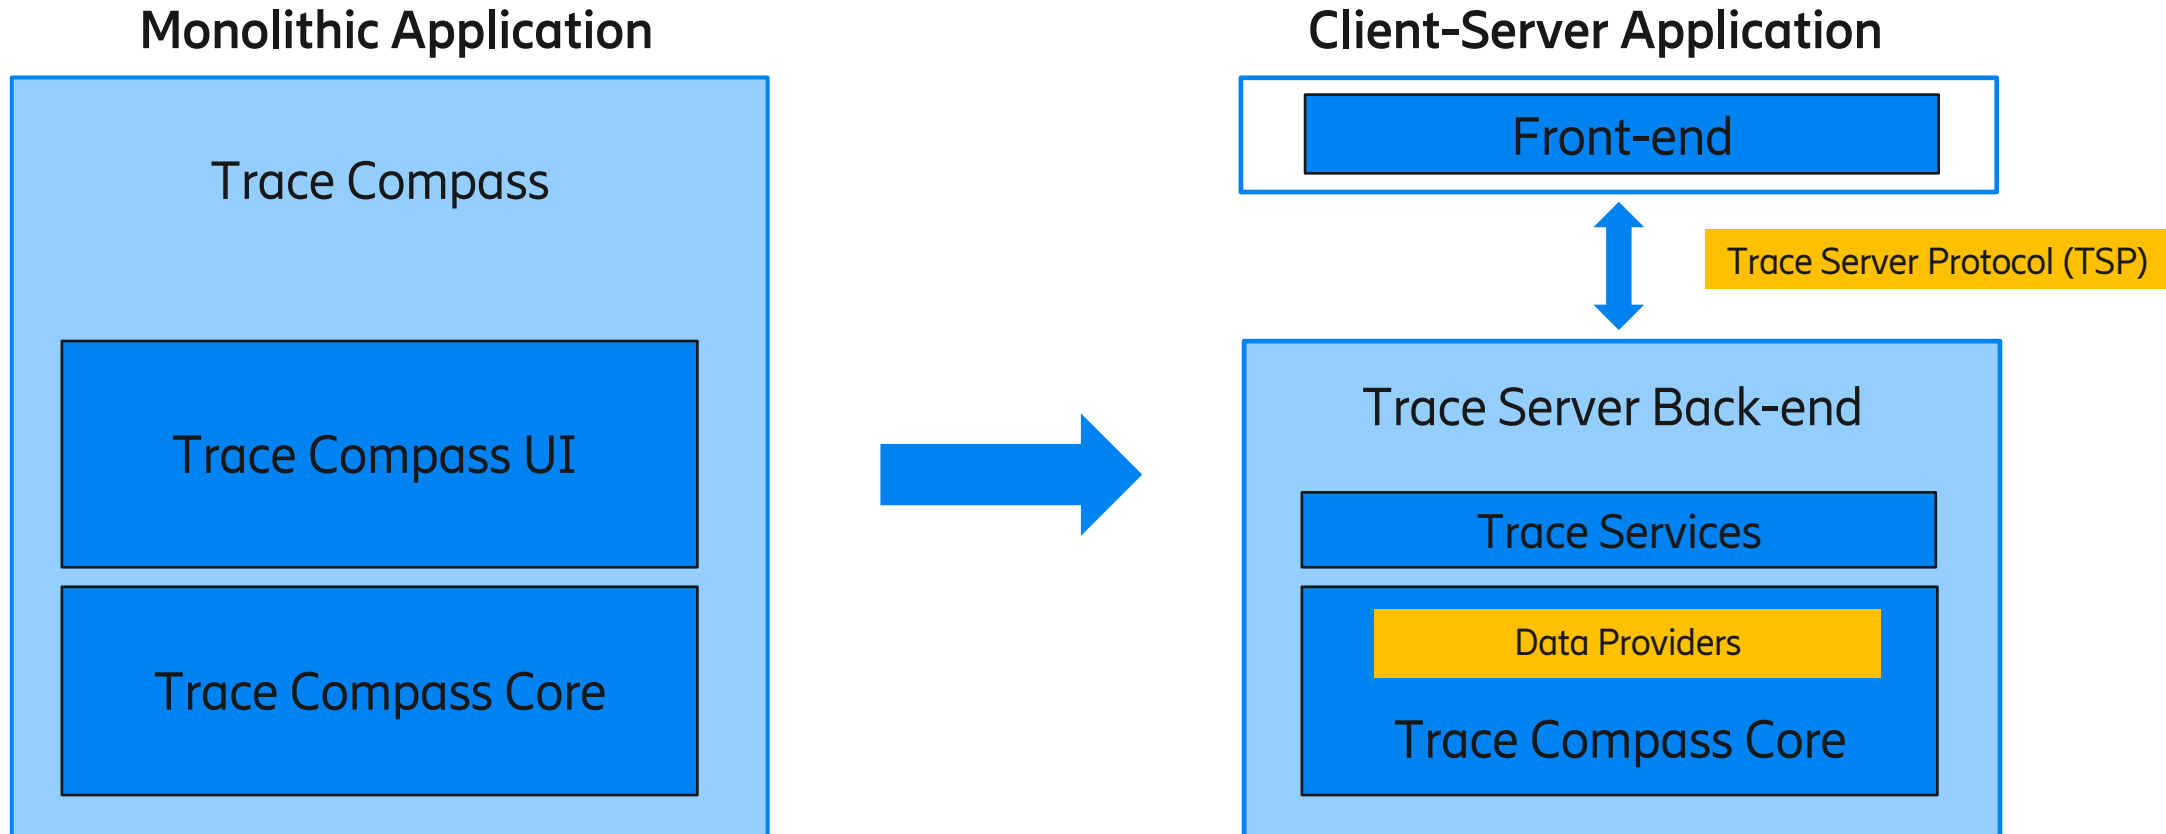 Monolithic Application
Trace Compass
Trace Compass UI
Trace Compass Core
Client-Server Application
Front-end
Trace Server Protocol (TSP)
Trace Server Back-end
Trace Services
Data Providers
Trace Compass Core